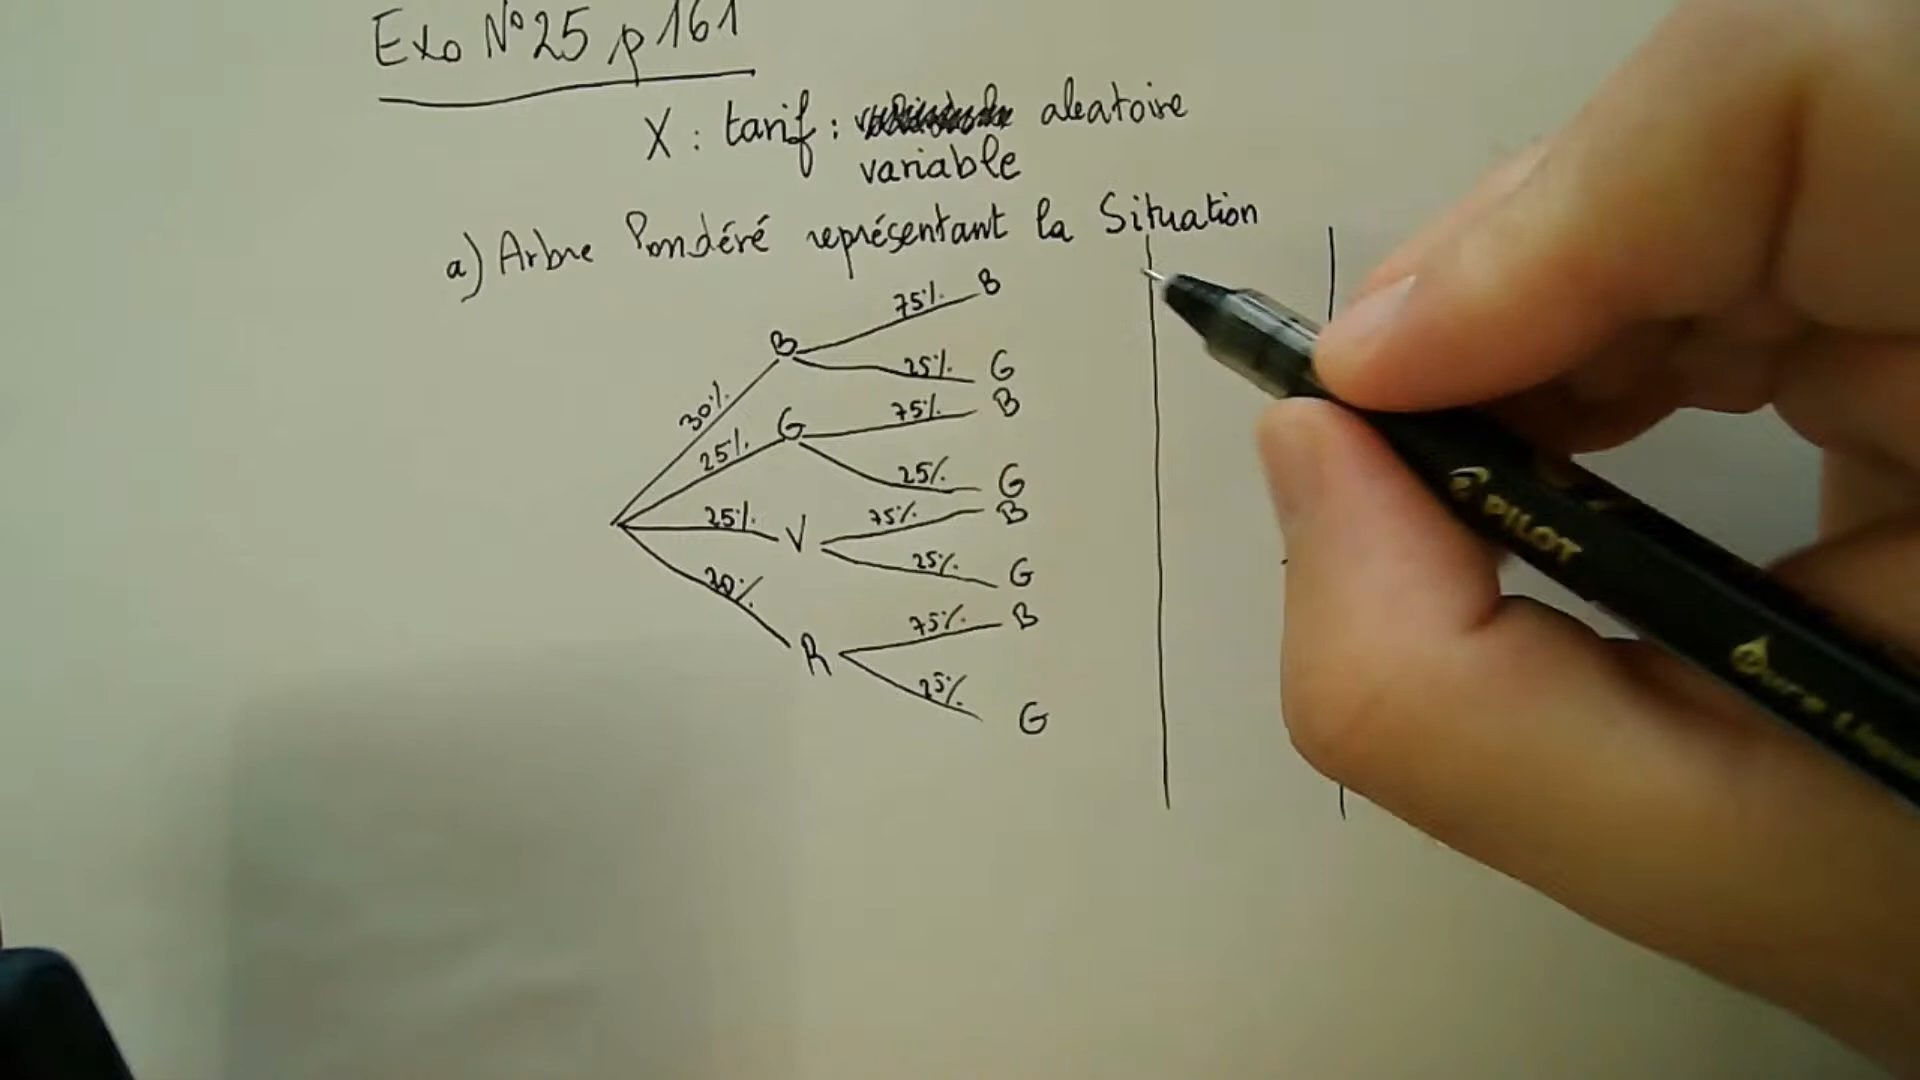 Exo N°25 p161
X : tarif : aleatoire
variable
a) Arbre Pondéré représentant la Situation
75% B
B
25% G
30%
75% B
G
25%
25% G
75% B
25% V
25% G
20%
75% B
R
25% G
PILOT